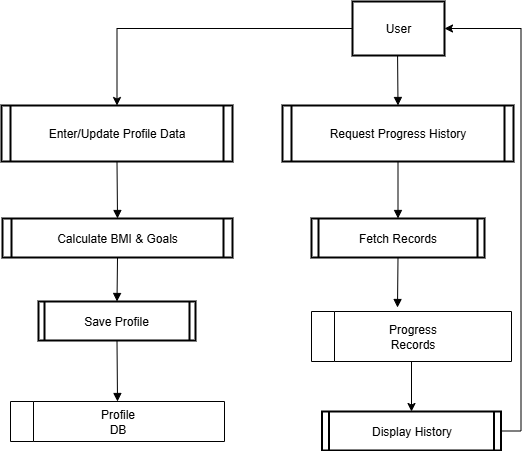 User
Enter/Update Profile Data
Request Progress History
Calculate BMI & Goals
Fetch Records
Save Profile
Progress
Records
Profile
DB
Display History